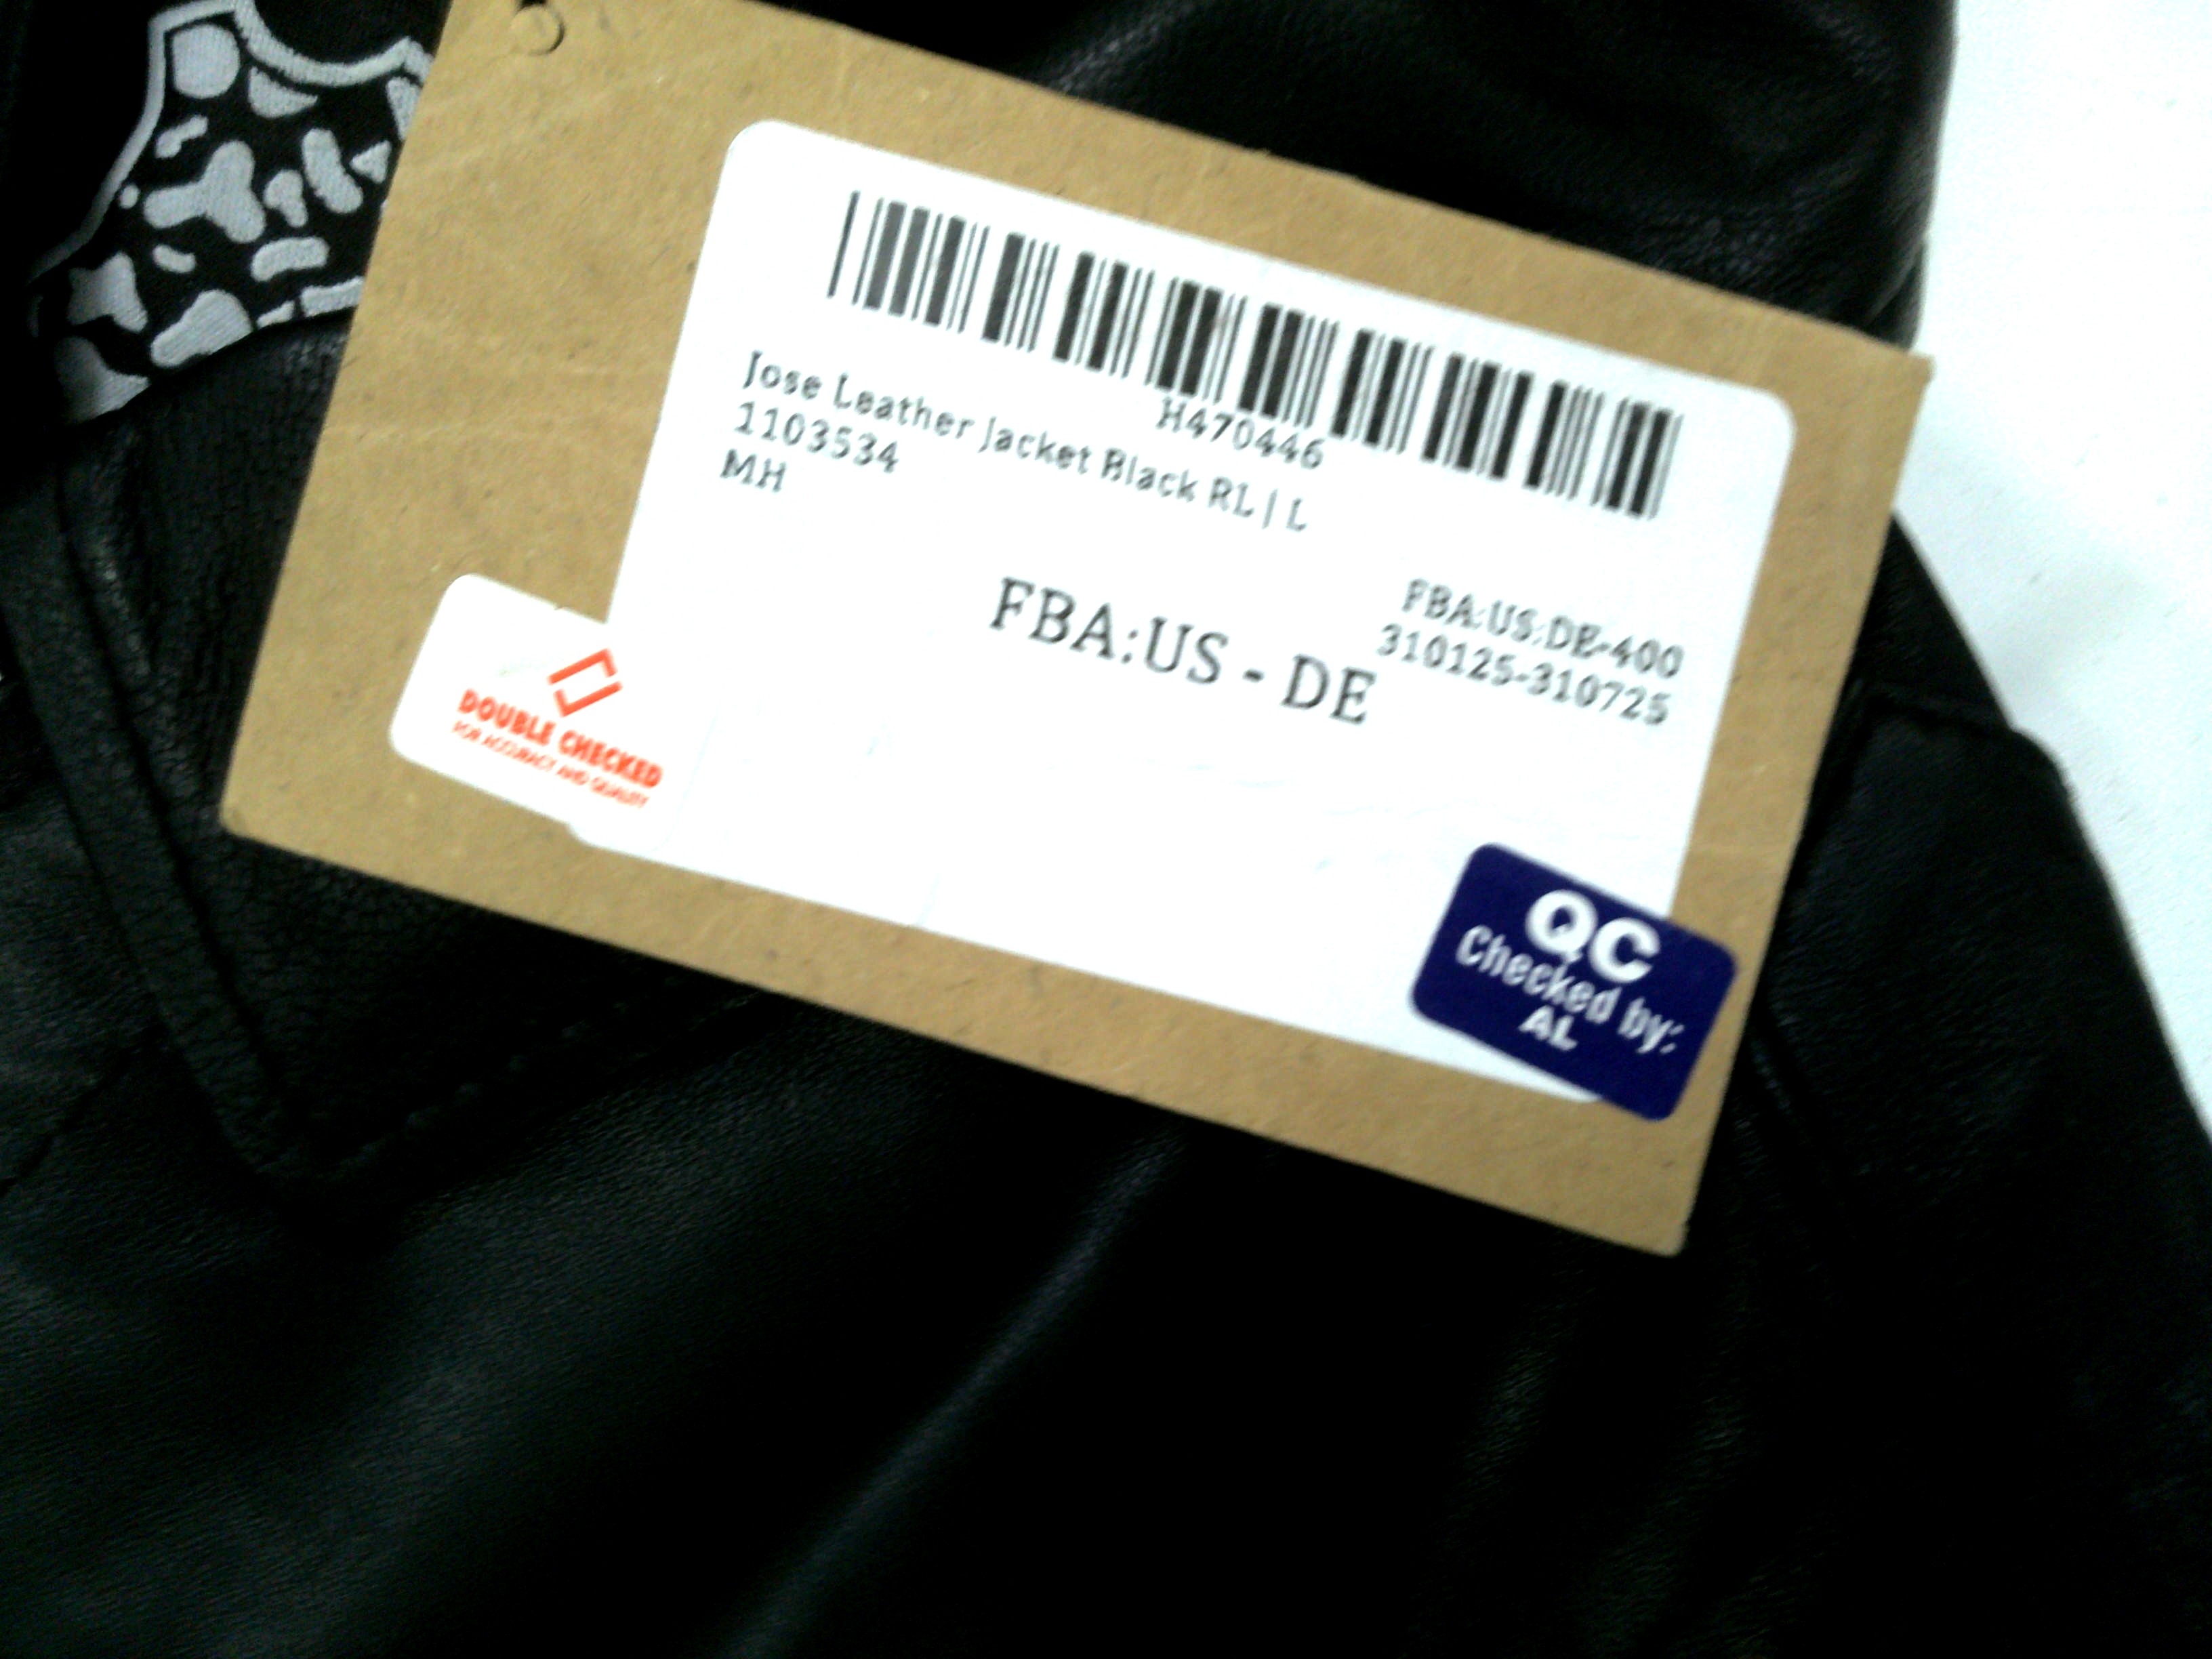 H470446
Jose Leather Jacket Black RL | L
1103534
MH
FBA:US:DE-400
310125-310725
FBA:US - DE
DOUBLE CHECKED
FOR ACCURACY AND QUALITY
QC
Checked by:
AL